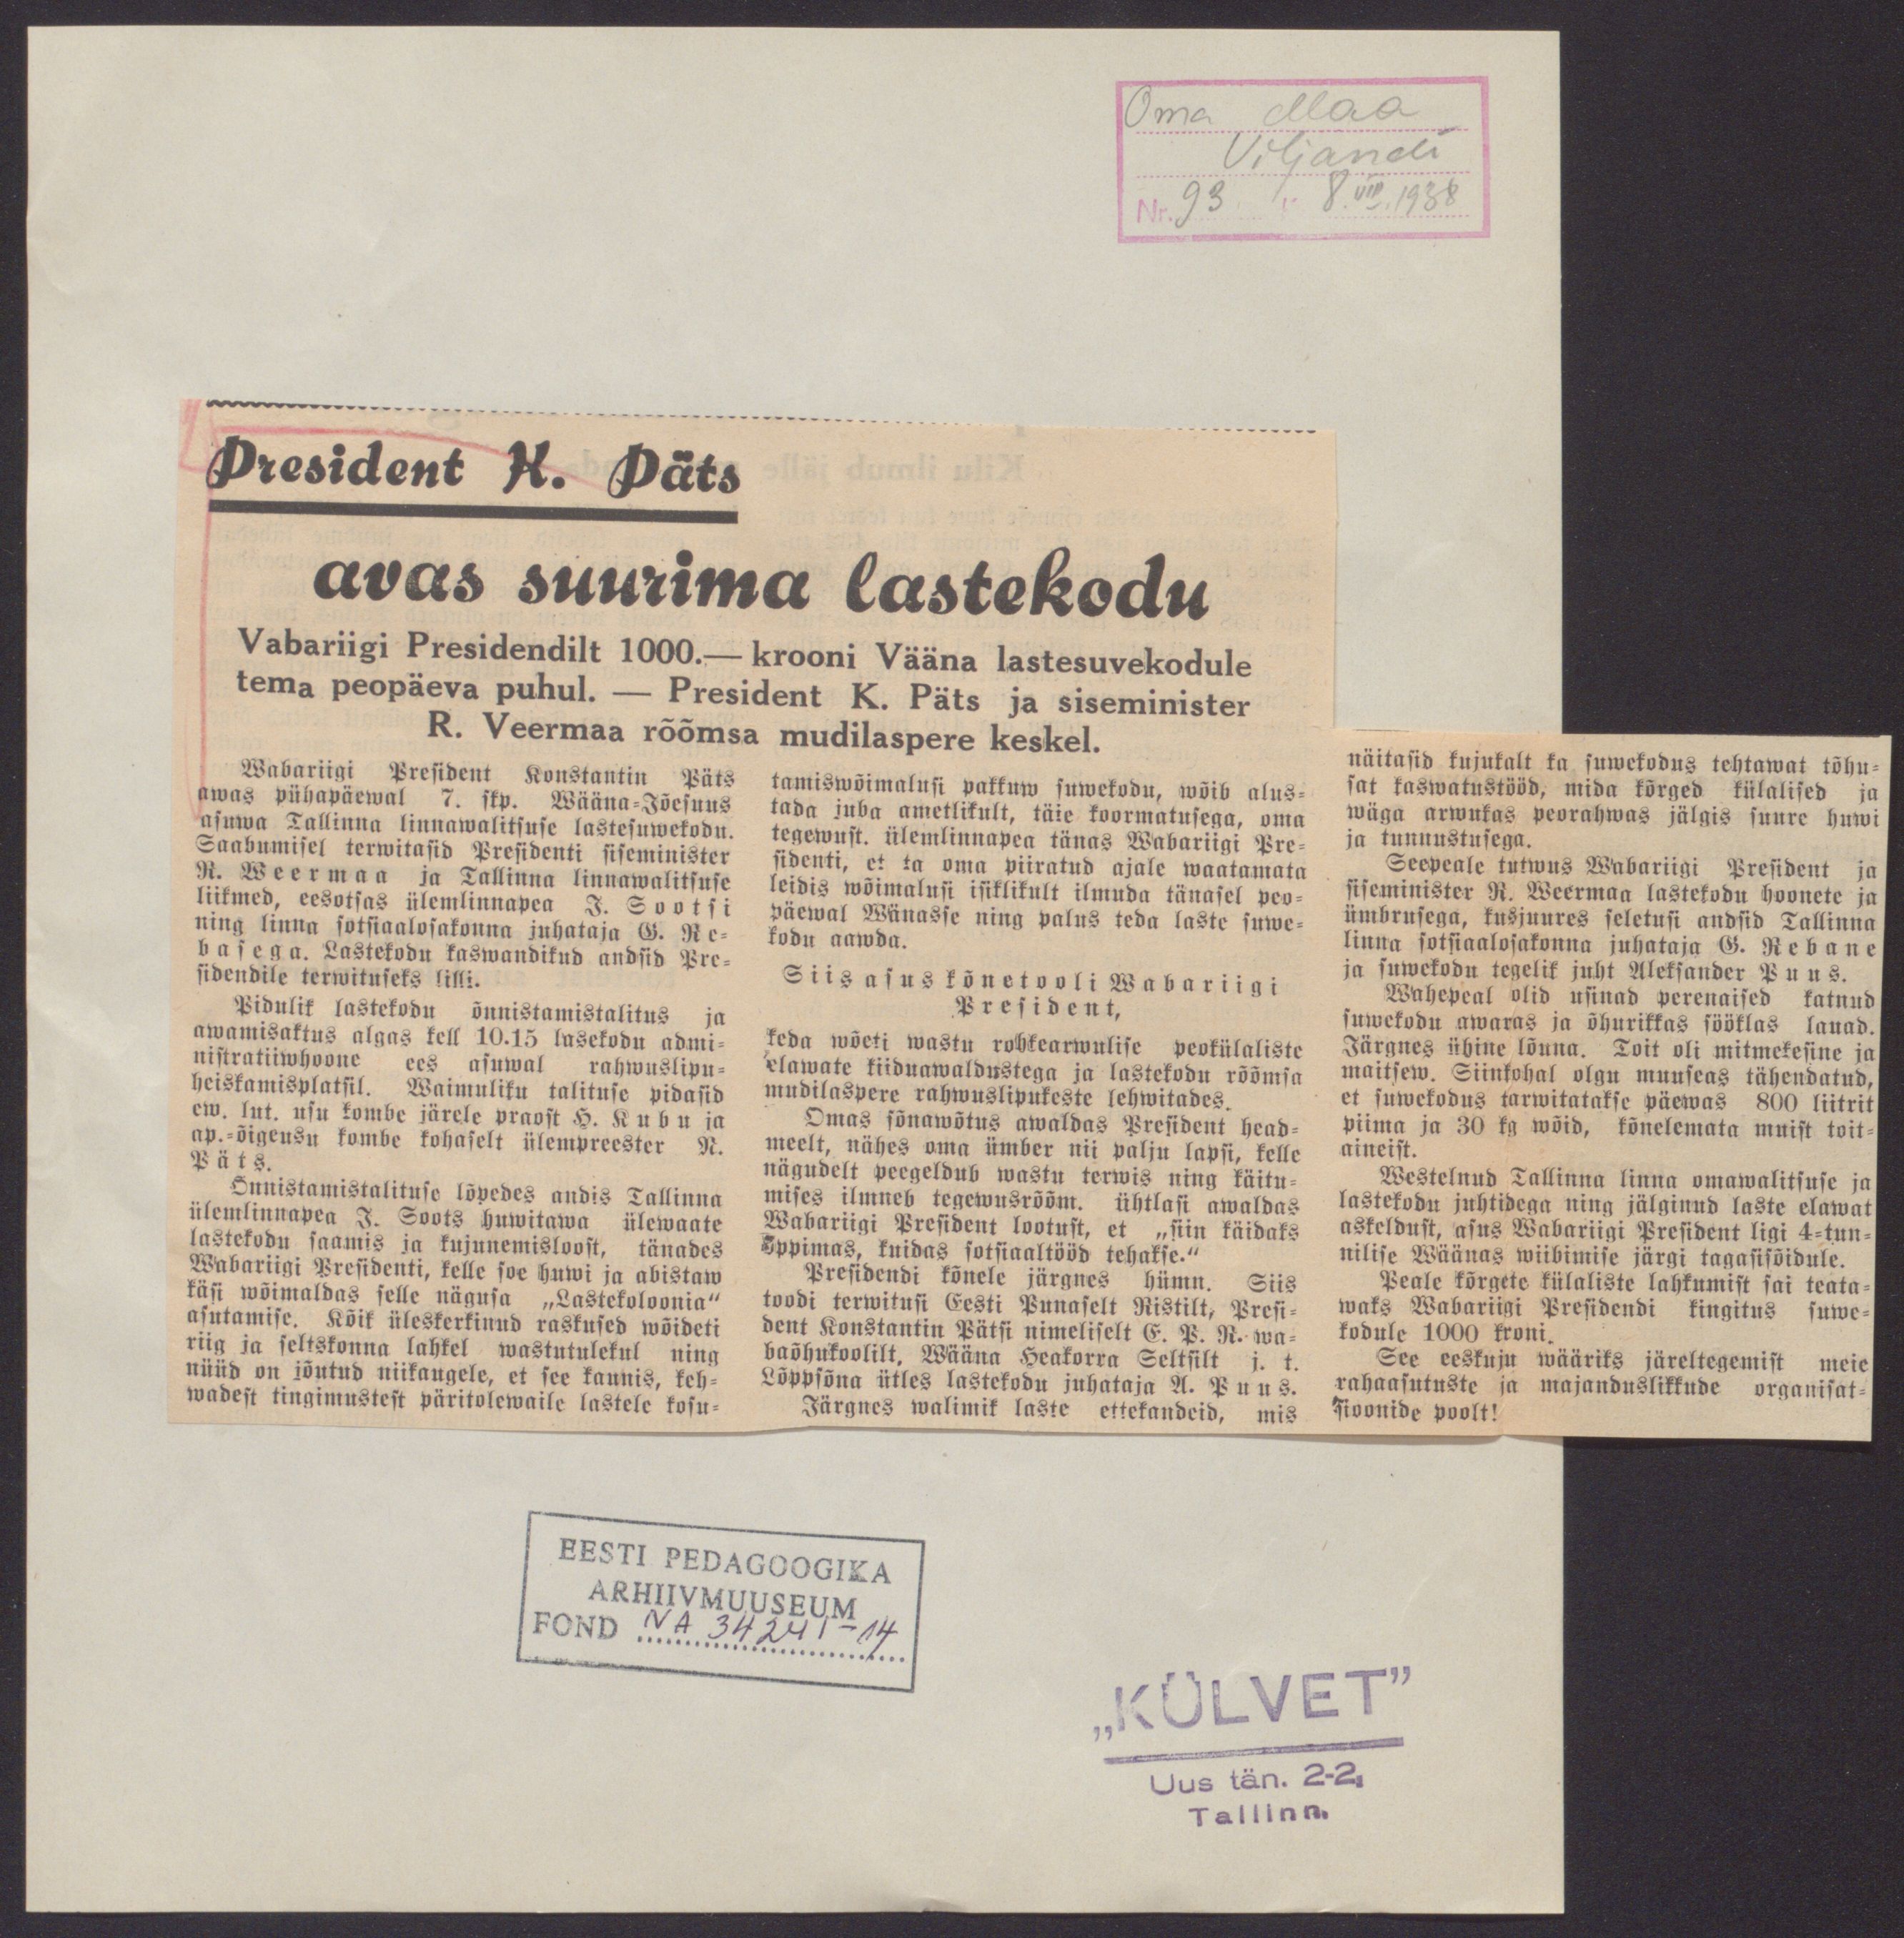 Oma Maa
Viljandi
Nr. 93 8.VIII.1938
President K. Päts
avas suurima lastekodu
Vabariigi Presidendilt 1000.— krooni Vääna lastesuvekodule
tema peopäeva puhul. — President K. Päts ja siseminister
R. Veermaa rõõmsa mudilaspere keskel.
Wabariigi President Konstantin Päts
awas pühapäewal 7. skp. Wääna-Jõesuus
asuwa Tallinna linnawalitsuse lastesuwekodu.
Saabumisel terwitasid Presidenti siseminister
R. Weermaa ja Tallinna linnawalitsuse
liikmed, eesotsas ülemlinnapea J. Sootsi
ning linna sotsiaalosakonna juhataja G. Re-
basega. Lastekodu kaswandikud andsid Pre-
sidendile terwituseks lilli.
Pidulik lastekodu õnnistamistalitus ja
awamisaktus algas kell 10.15 lasekodu admi-
nistratiiwhoone ees asuwal rahwuslipu-
heiskamisplatsil. Waimuliku talituse pidasid
ew. lut. usu kombe järele praost H. Kubu ja
ap.-õigeusu kombe kohaselt ülempreester N.
Päts.
Õnnistamistalituse lõpedes andis Tallinna
ülemlinnapea J. Soots huwitawa ülewaate
lastekodu saamis ja kujunemisloost, tänades
Wabariigi Presidenti, kelle soe huwi ja abistaw
käsi wõimaldas selle nägusa „Lastekoloonia“
asutamise. Kõik üleskerkinud raskused wõideti
riig ja seltskonna lahkel wastutulekul ning
nüüd on jõutud niikaugele, et see kaunis, keh-
wadest tingimustest päritolewaile lastele kosu-
tamiswõimalusi pakkuw suwekodu, wõib alus-
tada juba ametlikult, täie koormatusega, oma
tegewust. ülemlinnapea tänas Wabariigi Pre-
sidenti, et ta oma piiratud ajale waatamata
leidis wõimalusi isiklikult ilmuda tänasel peo-
päewal Wänasse ning palus teda laste suwe-
kodu aawda.
Siis asus kõnetooli Wabariigi
President,
keda wõeti wastu rohkearwulise peokülaliste
elawate kiiduawaldustega ja lastekodu rõõmsa
mudilaspere rahwuslipukeste lehwitades.
Omas sõnawõtus awaldas President head-
meelt, nähes oma ümber nii palju lapsi, kelle
nägudelt peegeldub wastu terwis ning käitu-
mises ilmneb tegewusrõõm. ühtlasi awaldas
Wabariigi President lootust, et „siin käidaks
õppimas, kuidas sotsiaaltööd tehakse.“
Presidendi kõnele järgnes hümn. Siis
toodi terwitusi Eesti Punaselt Ristilt, Presi-
dent Konstantin Pätsi nimeliselt E. P. R. wa-
baõhukoolilt, Wääna Heakorra Seltsilt j. t.
Lõppsõna ütles lastekodu juhataja A. Puus.
Järgnes walimik laste ettekandeid, mis
näitasid kujukalt ka suwekodus tehtawat tõhu-
sat kaswatustööd, mida kõrged külalised ja
wäga arwukas peorahwas jälgis suure huwi
ja tunnustusega.
Seepeale tutwus Wabariigi President ja
siseminister R. Weermaa lastekodu hoonete ja
ümbrusega, kusjuures seletusi andsid Tallinna
linna sotsiaalosakonna juhataja G. Rebane
ja suwekodu tegelik juht Aleksander Puus.
Wahepeal olid usinad perenaised katnud
suwekodu awaras ja õhurikkas söögklas lauad.
Järgnes ühine lõuna. Toit oli mitmekesine ja
maitsew. Siinkohal olgu muuseas tähendatud,
et suwekodus tarwitatakse päewas 800 liitrit
piima ja 30 kg wõid, kõnelemata muist toit-
aineist.
Westelnud Tallinna linna omawalitsuse ja
lastekodu juhtidega ning jälginud laste elawat
askeldust, asus Wabariigi President ligi 4-tun-
nilise Wäänas wiibimise järgi tagasisõidule.
Peale kõrgete külaliste lahkumist sai teata-
waks Wabariigi Presidendi kingitus suwe-
kodule 1000 kroni.
See eeskuju wääriks järeltegemist meie
rahaasutuste ja majanduslikkude organisat-
sioonide poolt!
EESTI PEDAGOOGIKA
ARHIIVMUUSEUM
FOND NA 34241-14
„KÜLVET”
Uus tän. 2-2,
Tallinn.